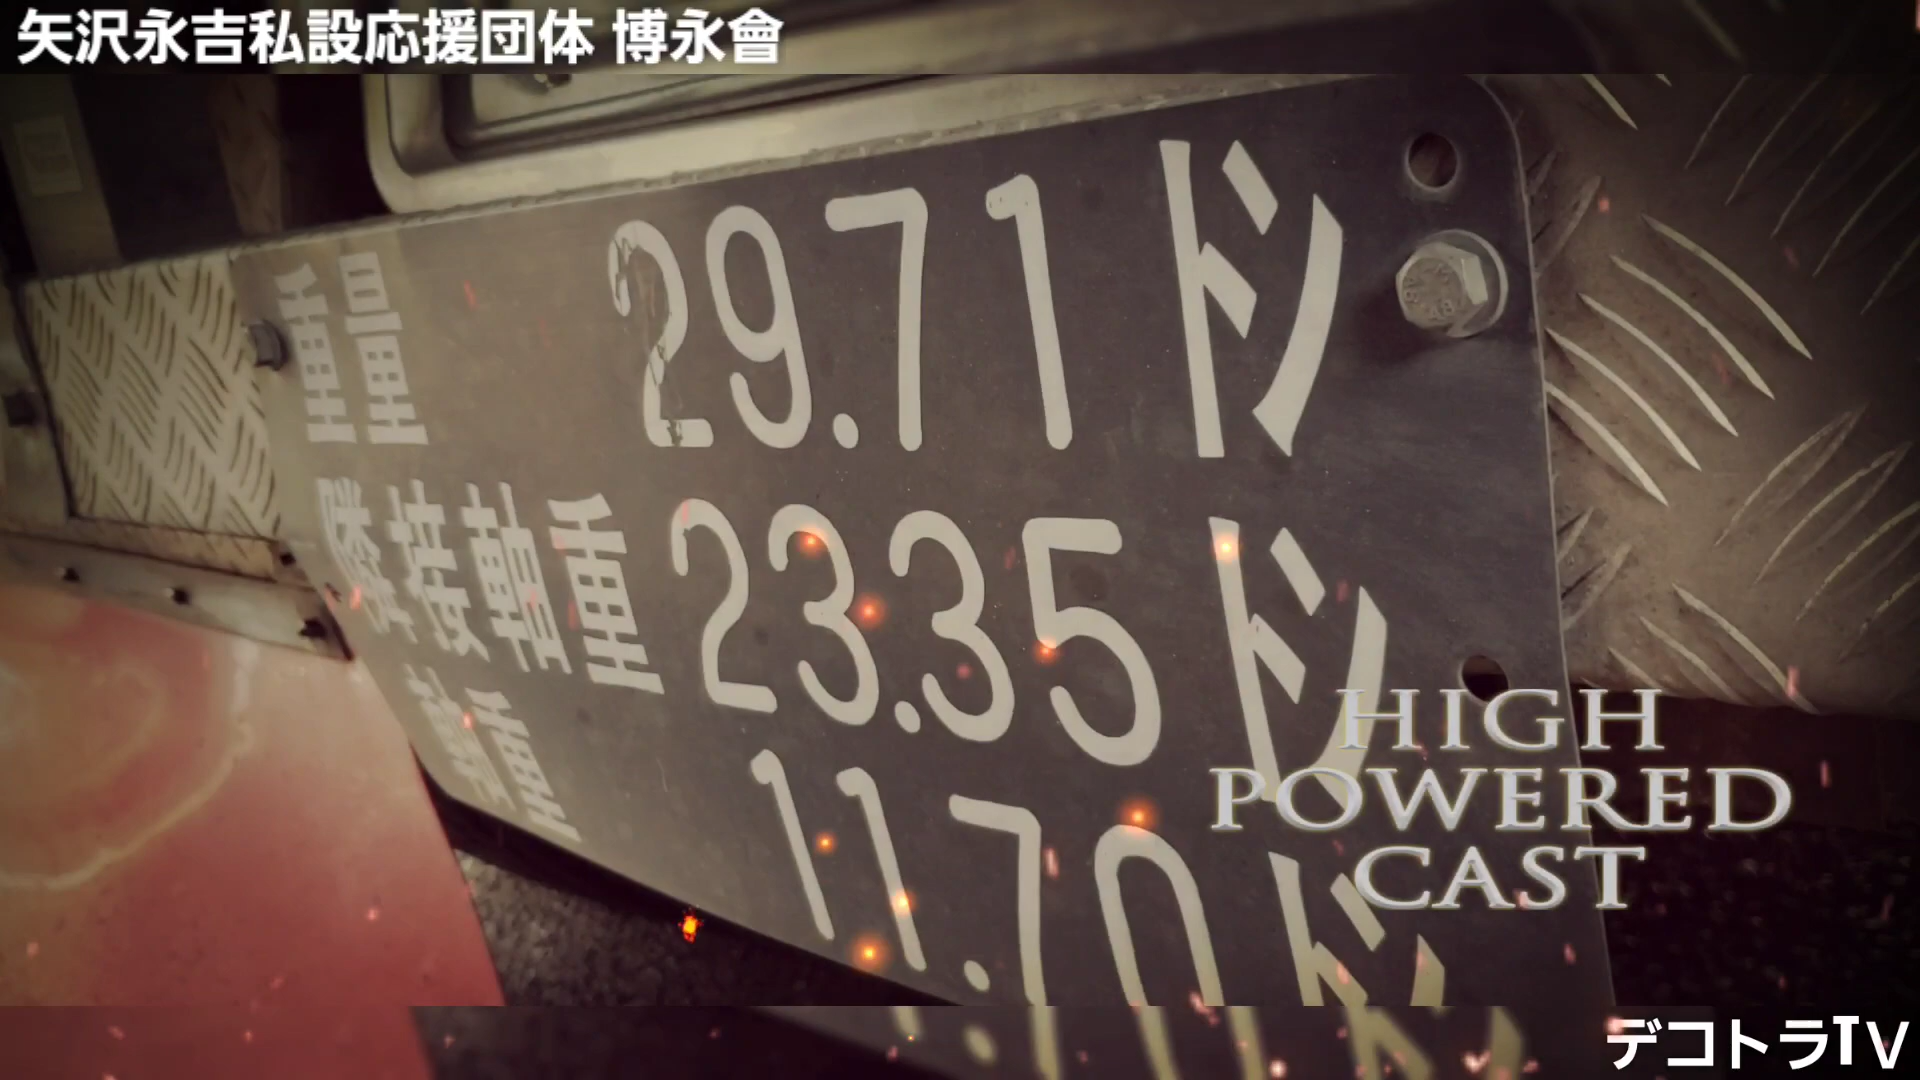 矢沢永吉私設応援団体 博永會
重量 29.71トン
隣接軸重 23.35トン
軸重 11.70トン
HIGH
POWERED
CAST
デコトラTV